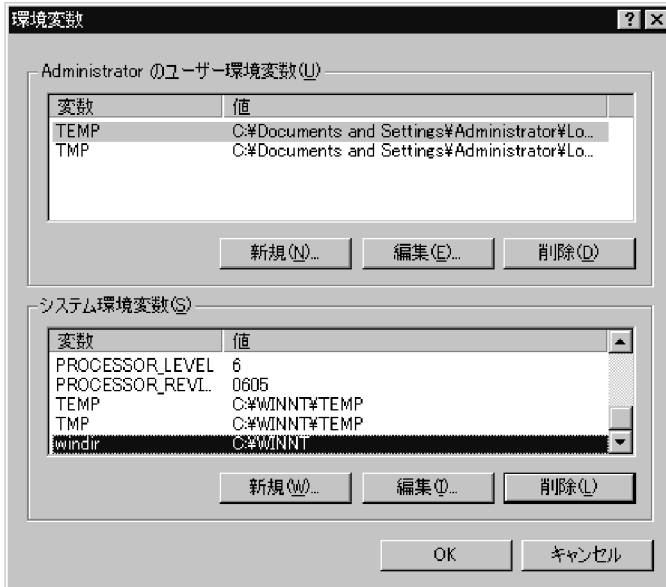 環境変数
Administrator のユーザー環境変数(U)
変数 値
TEMP C:¥Documents and Settings¥Administrator¥Lo...
TMP C:¥Documents and Settings¥Administrator¥Lo...
新規(N)... 編集(E)... 削除(D)
システム環境変数(S)
変数 値
PROCESSOR_LEVEL 6
PROCESSOR_REVI... 0605
TEMP C:¥WINNT¥TEMP
TMP C:¥WINNT¥TEMP
windir C:¥WINNT
新規(W)... 編集(I)... 削除(L)
OK キャンセル